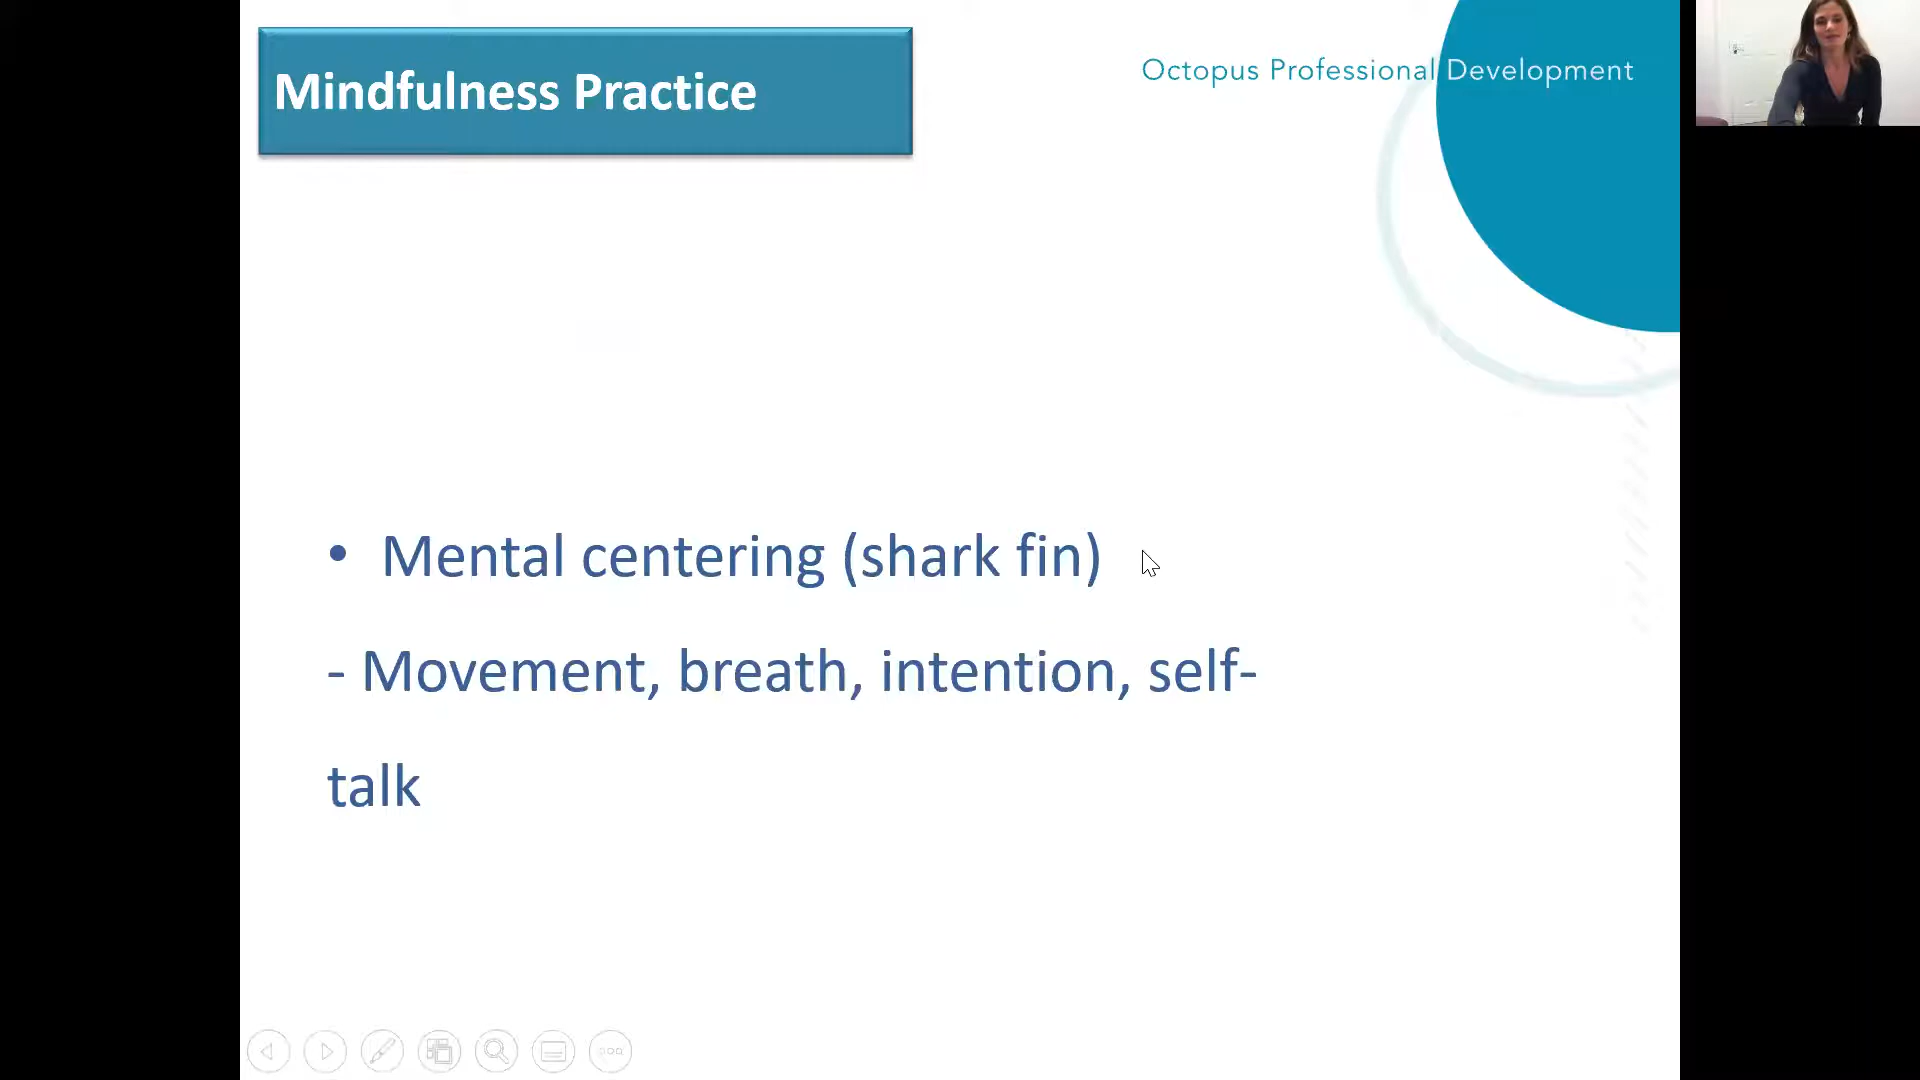 Mindfulness Practice
Octopus Professional Development
• Mental centering (shark fin)
- Movement, breath, intention, self-
talk